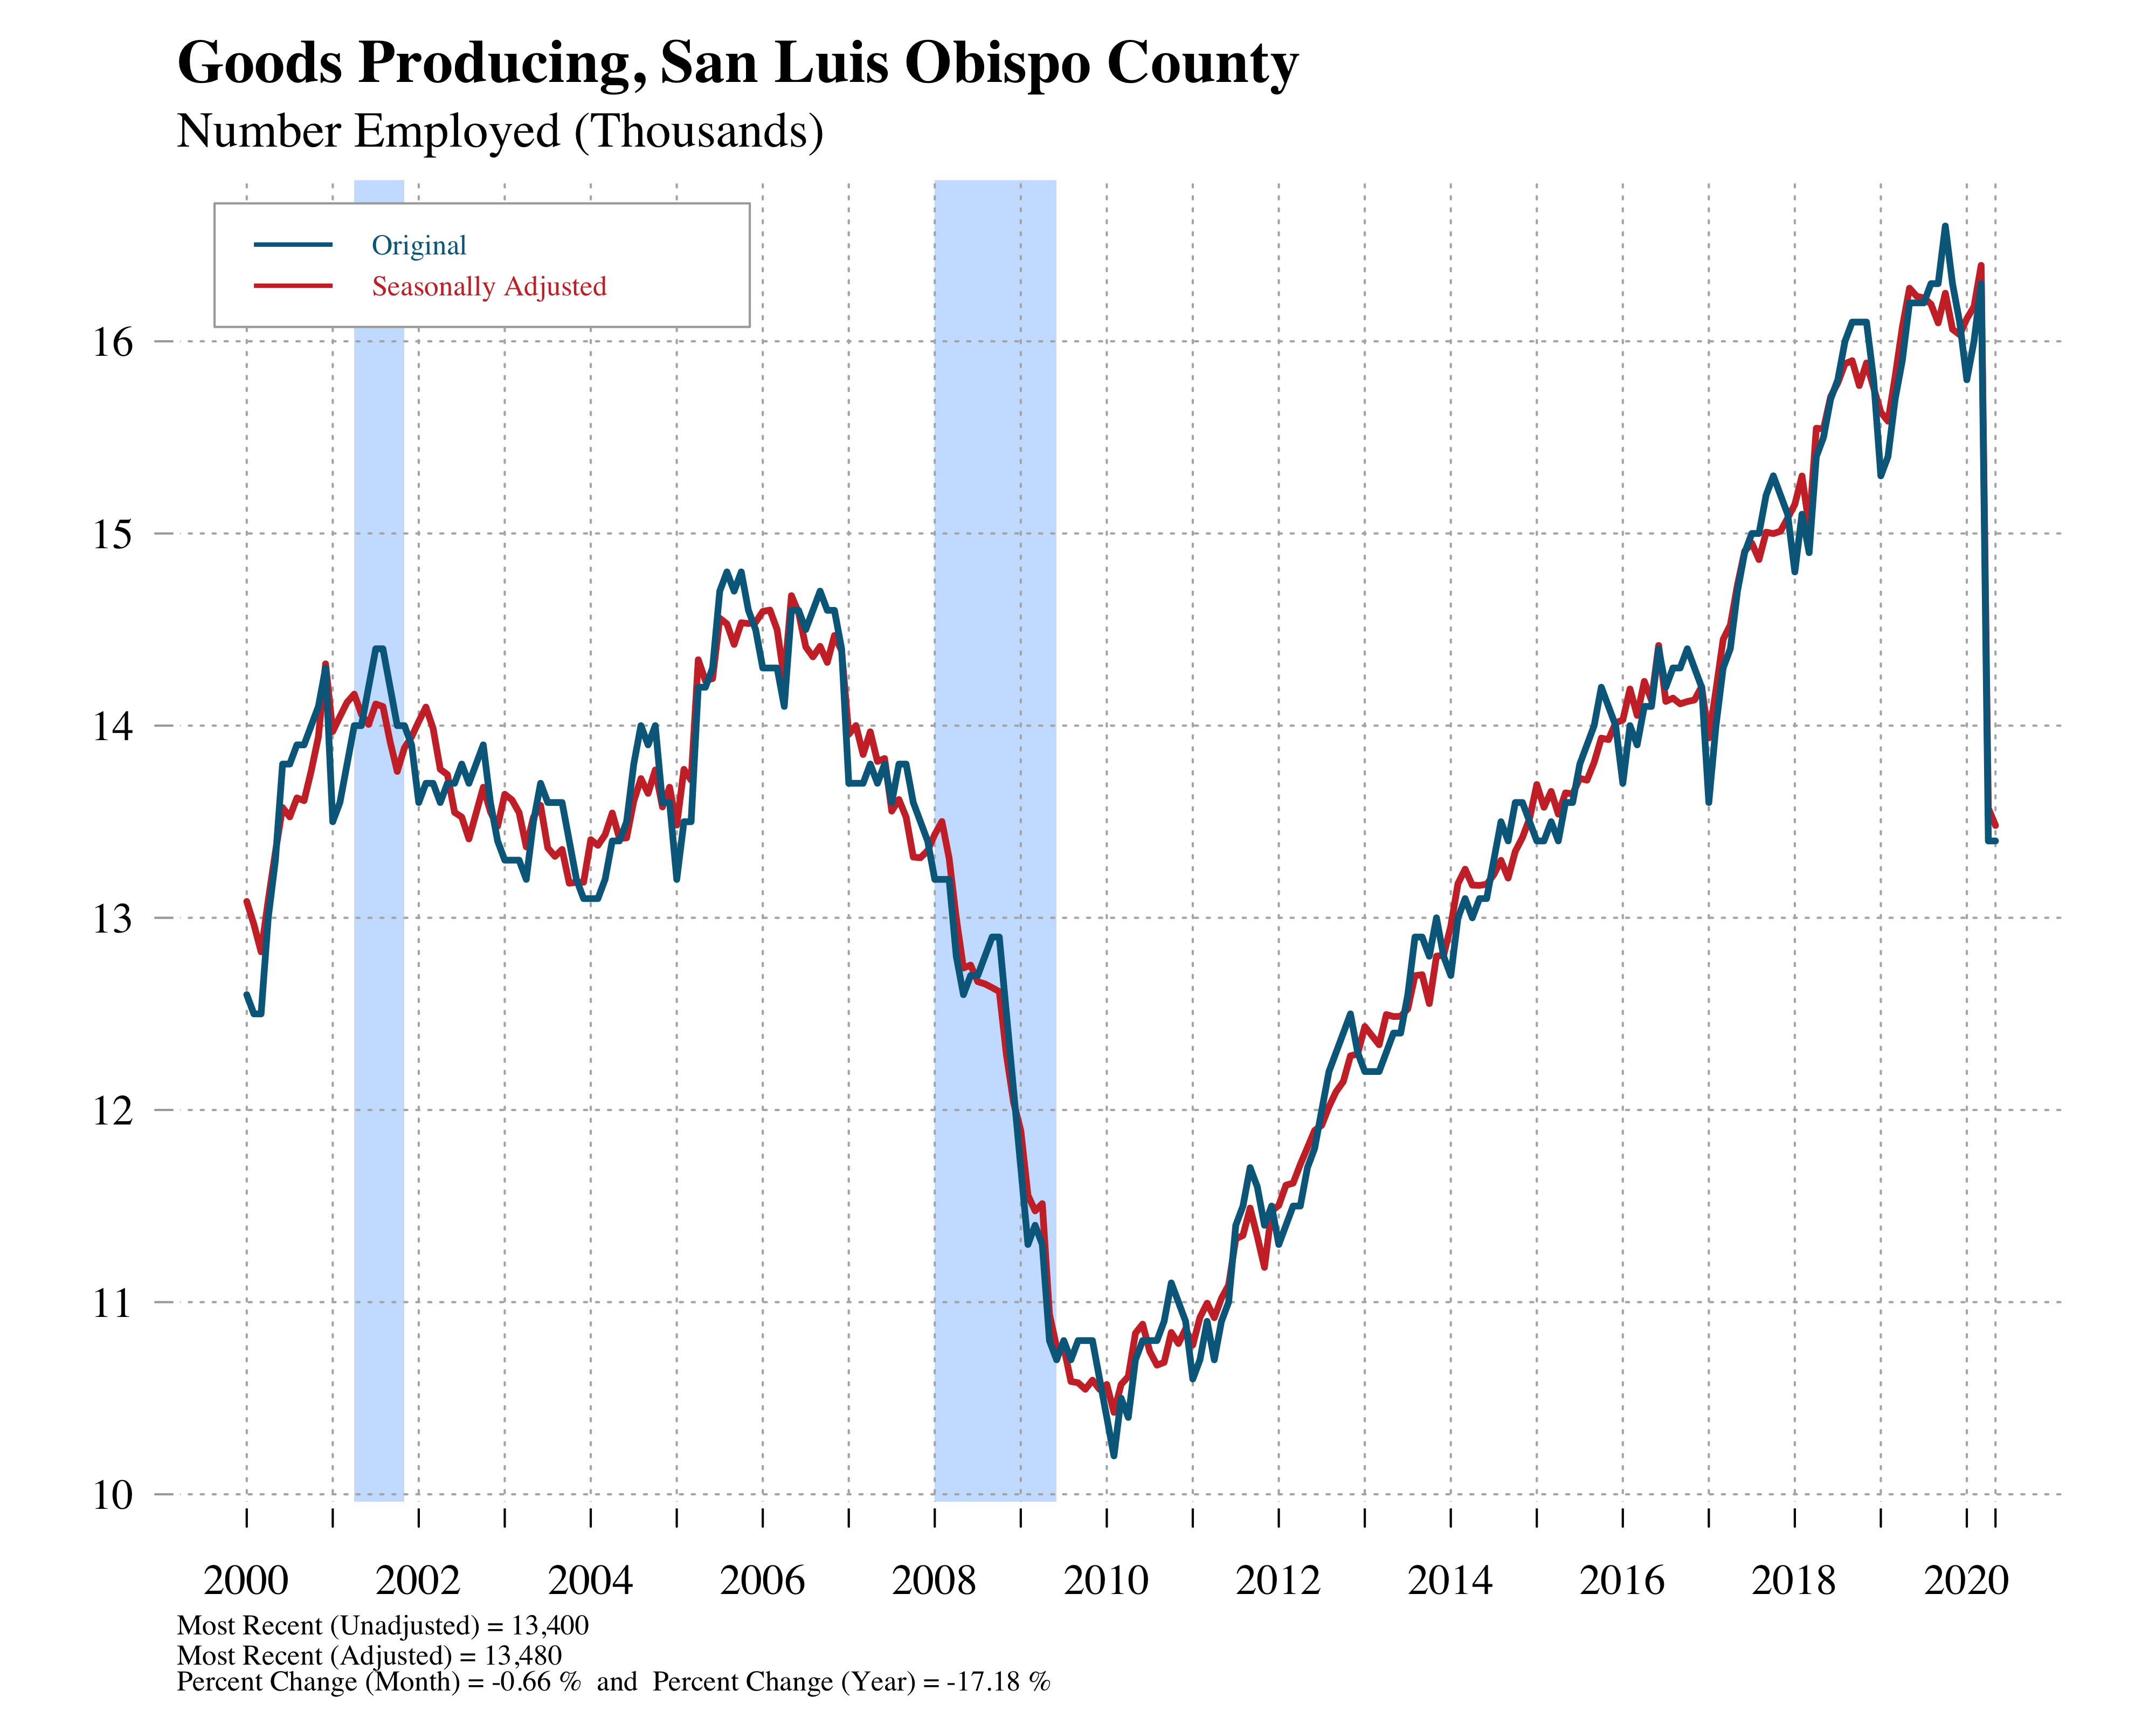 Goods Producing, San Luis Obispo County
Number Employed (Thousands)
Original
Seasonally Adjusted
16
15
14
13
12
11
10
2000 2002 2004 2006 2008 2010 2012 2014 2016 2018 2020
Most Recent (Unadjusted) = 13,400
Most Recent (Adjusted) = 13,480
Percent Change (Month) = -0.66 % and Percent Change (Year) = -17.18 %